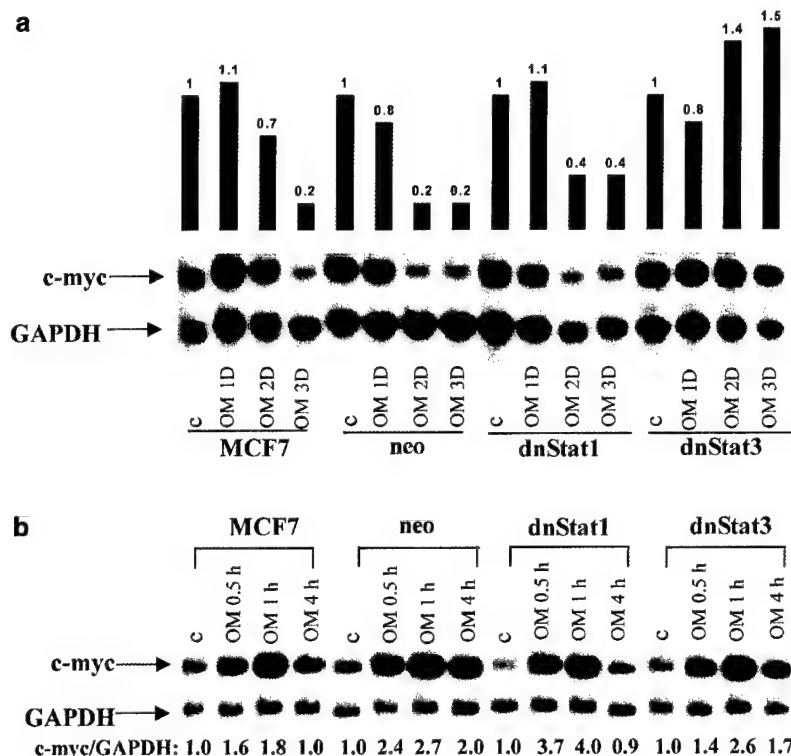 a
1 1.1 0.7 0.2 1 0.8 0.2 0.2 1 1.1 0.4 0.4 1 0.8 1.4 1.5
c-myc
GAPDH
C OM 1D OM 2D OM 3D C OM 1D OM 2D OM 3D C OM 1D OM 2D OM 3D C OM 1D OM 2D OM 3D
MCF7 neo dnStat1 dnStat3
b
MCF7 neo dnStat1 dnStat3
C OM 0.5 h OM 1 h OM 4 h C OM 0.5 h OM 1 h OM 4 h C OM 0.5 h OM 1 h OM 4 h C OM 0.5 h OM 1 h OM 4 h
c-myc
GAPDH
c-myc/GAPDH: 1.0 1.6 1.8 1.0 1.0 2.4 2.7 2.0 1.0 3.7 4.0 0.9 1.0 1.4 2.6 1.7